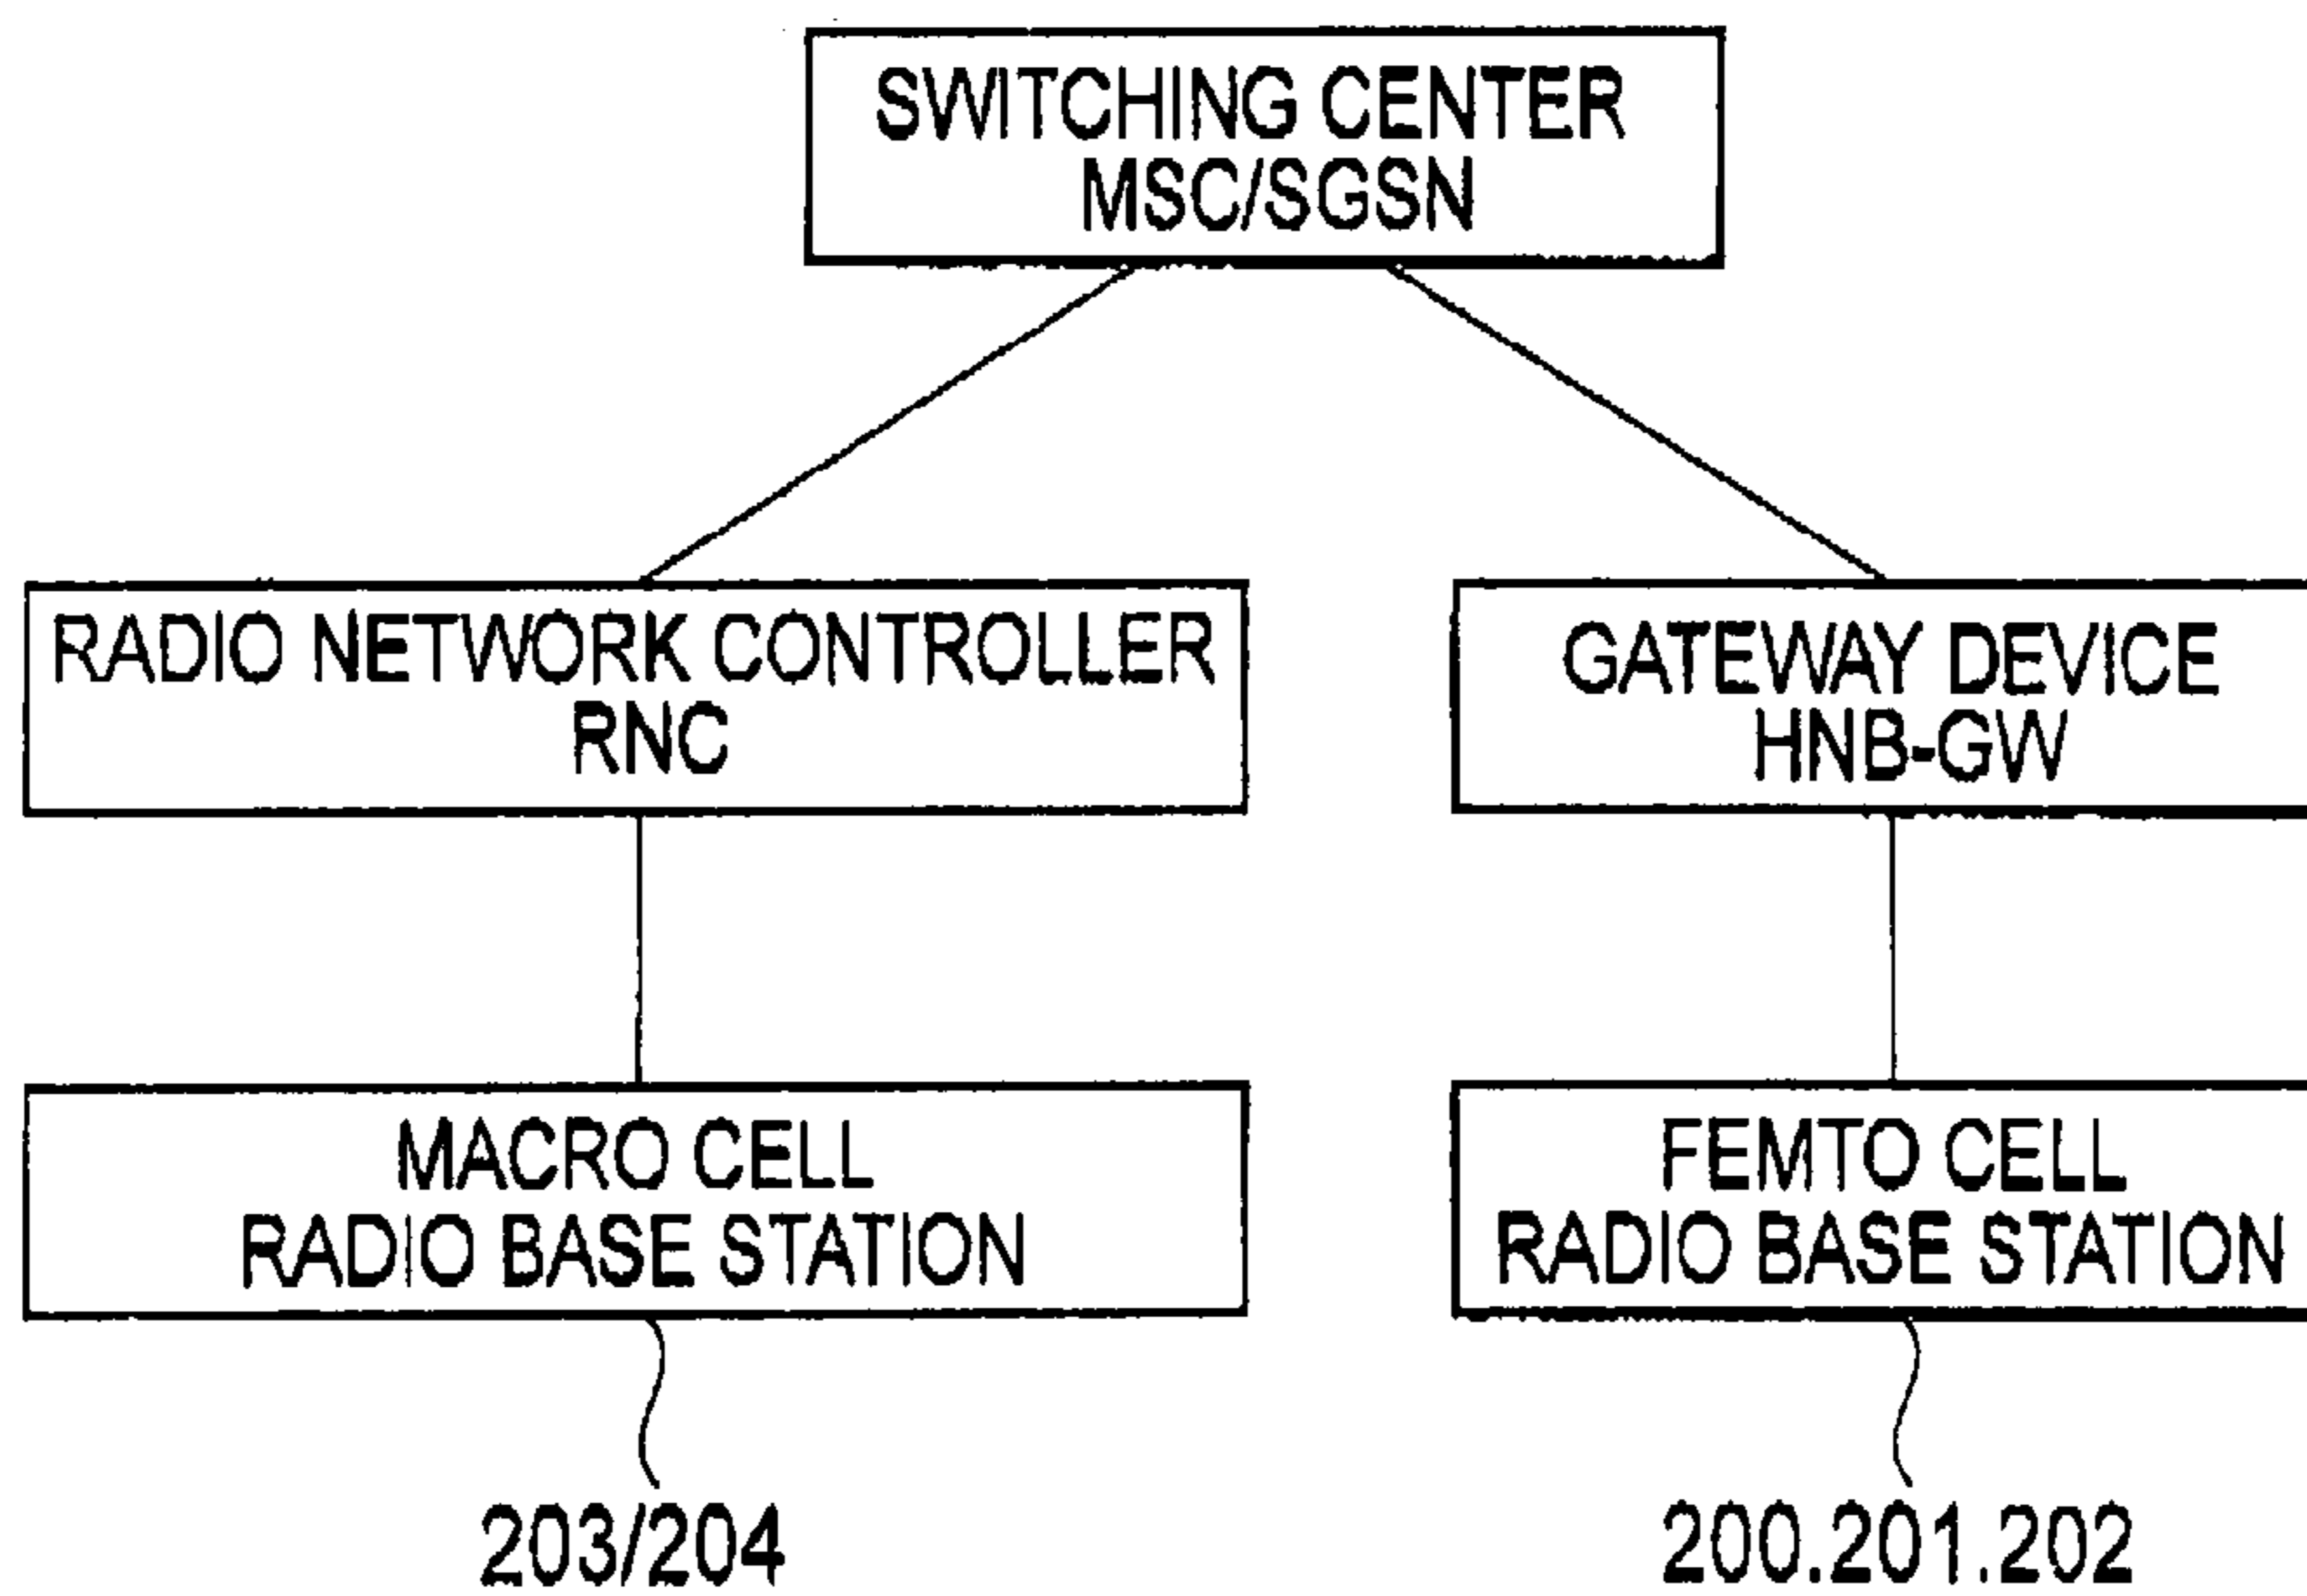 SWITCHING CENTER
MSC/SGSN
RADIO NETWORK CONTROLLER
RNC
GATEWAY DEVICE
HNB-GW
MACRO CELL
RADIO BASE STATION
FEMTO CELL
RADIO BASE STATION
203/204
200.201.202